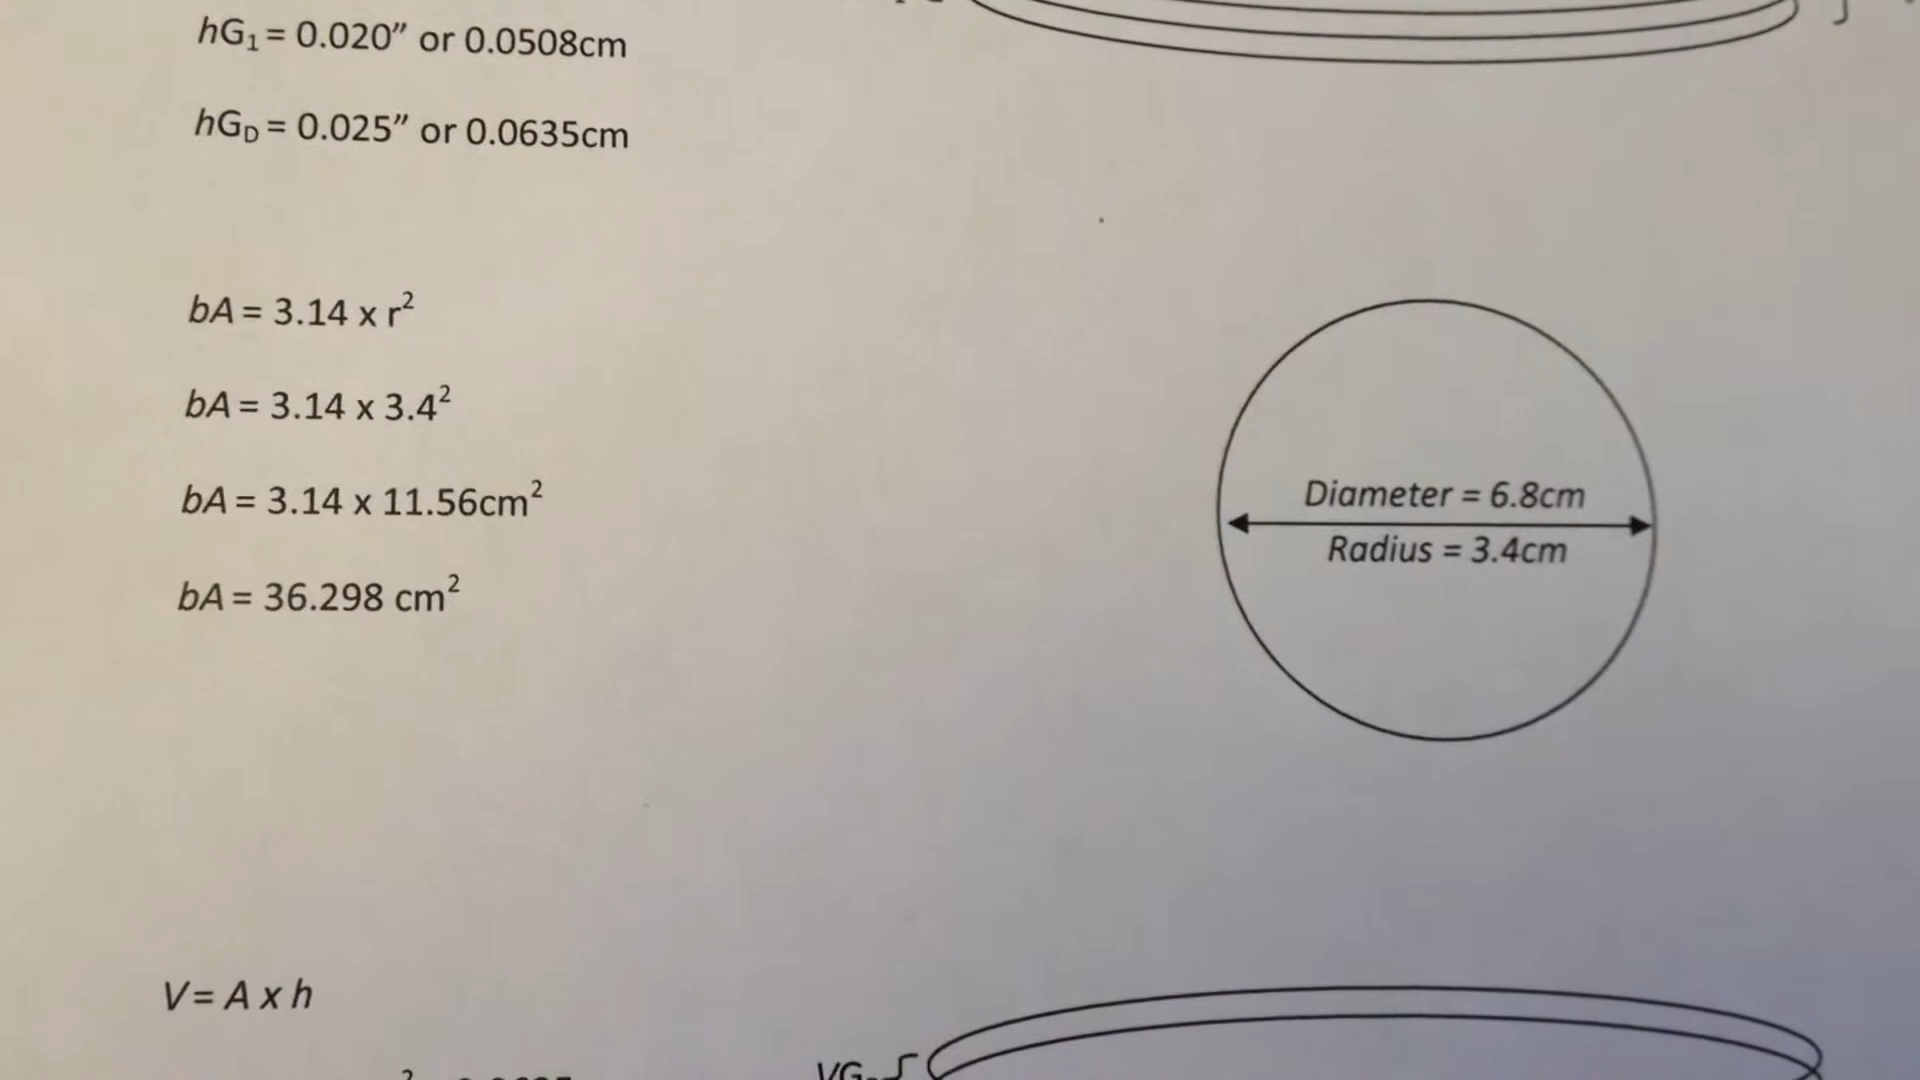 hG₁ = 0.020” or 0.0508cm
hG_D = 0.025” or 0.0635cm
bA = 3.14 x r²
bA = 3.14 x 3.4²
bA = 3.14 x 11.56cm²
bA = 36.298 cm²
Diameter = 6.8cm
Radius = 3.4cm
V= A x h